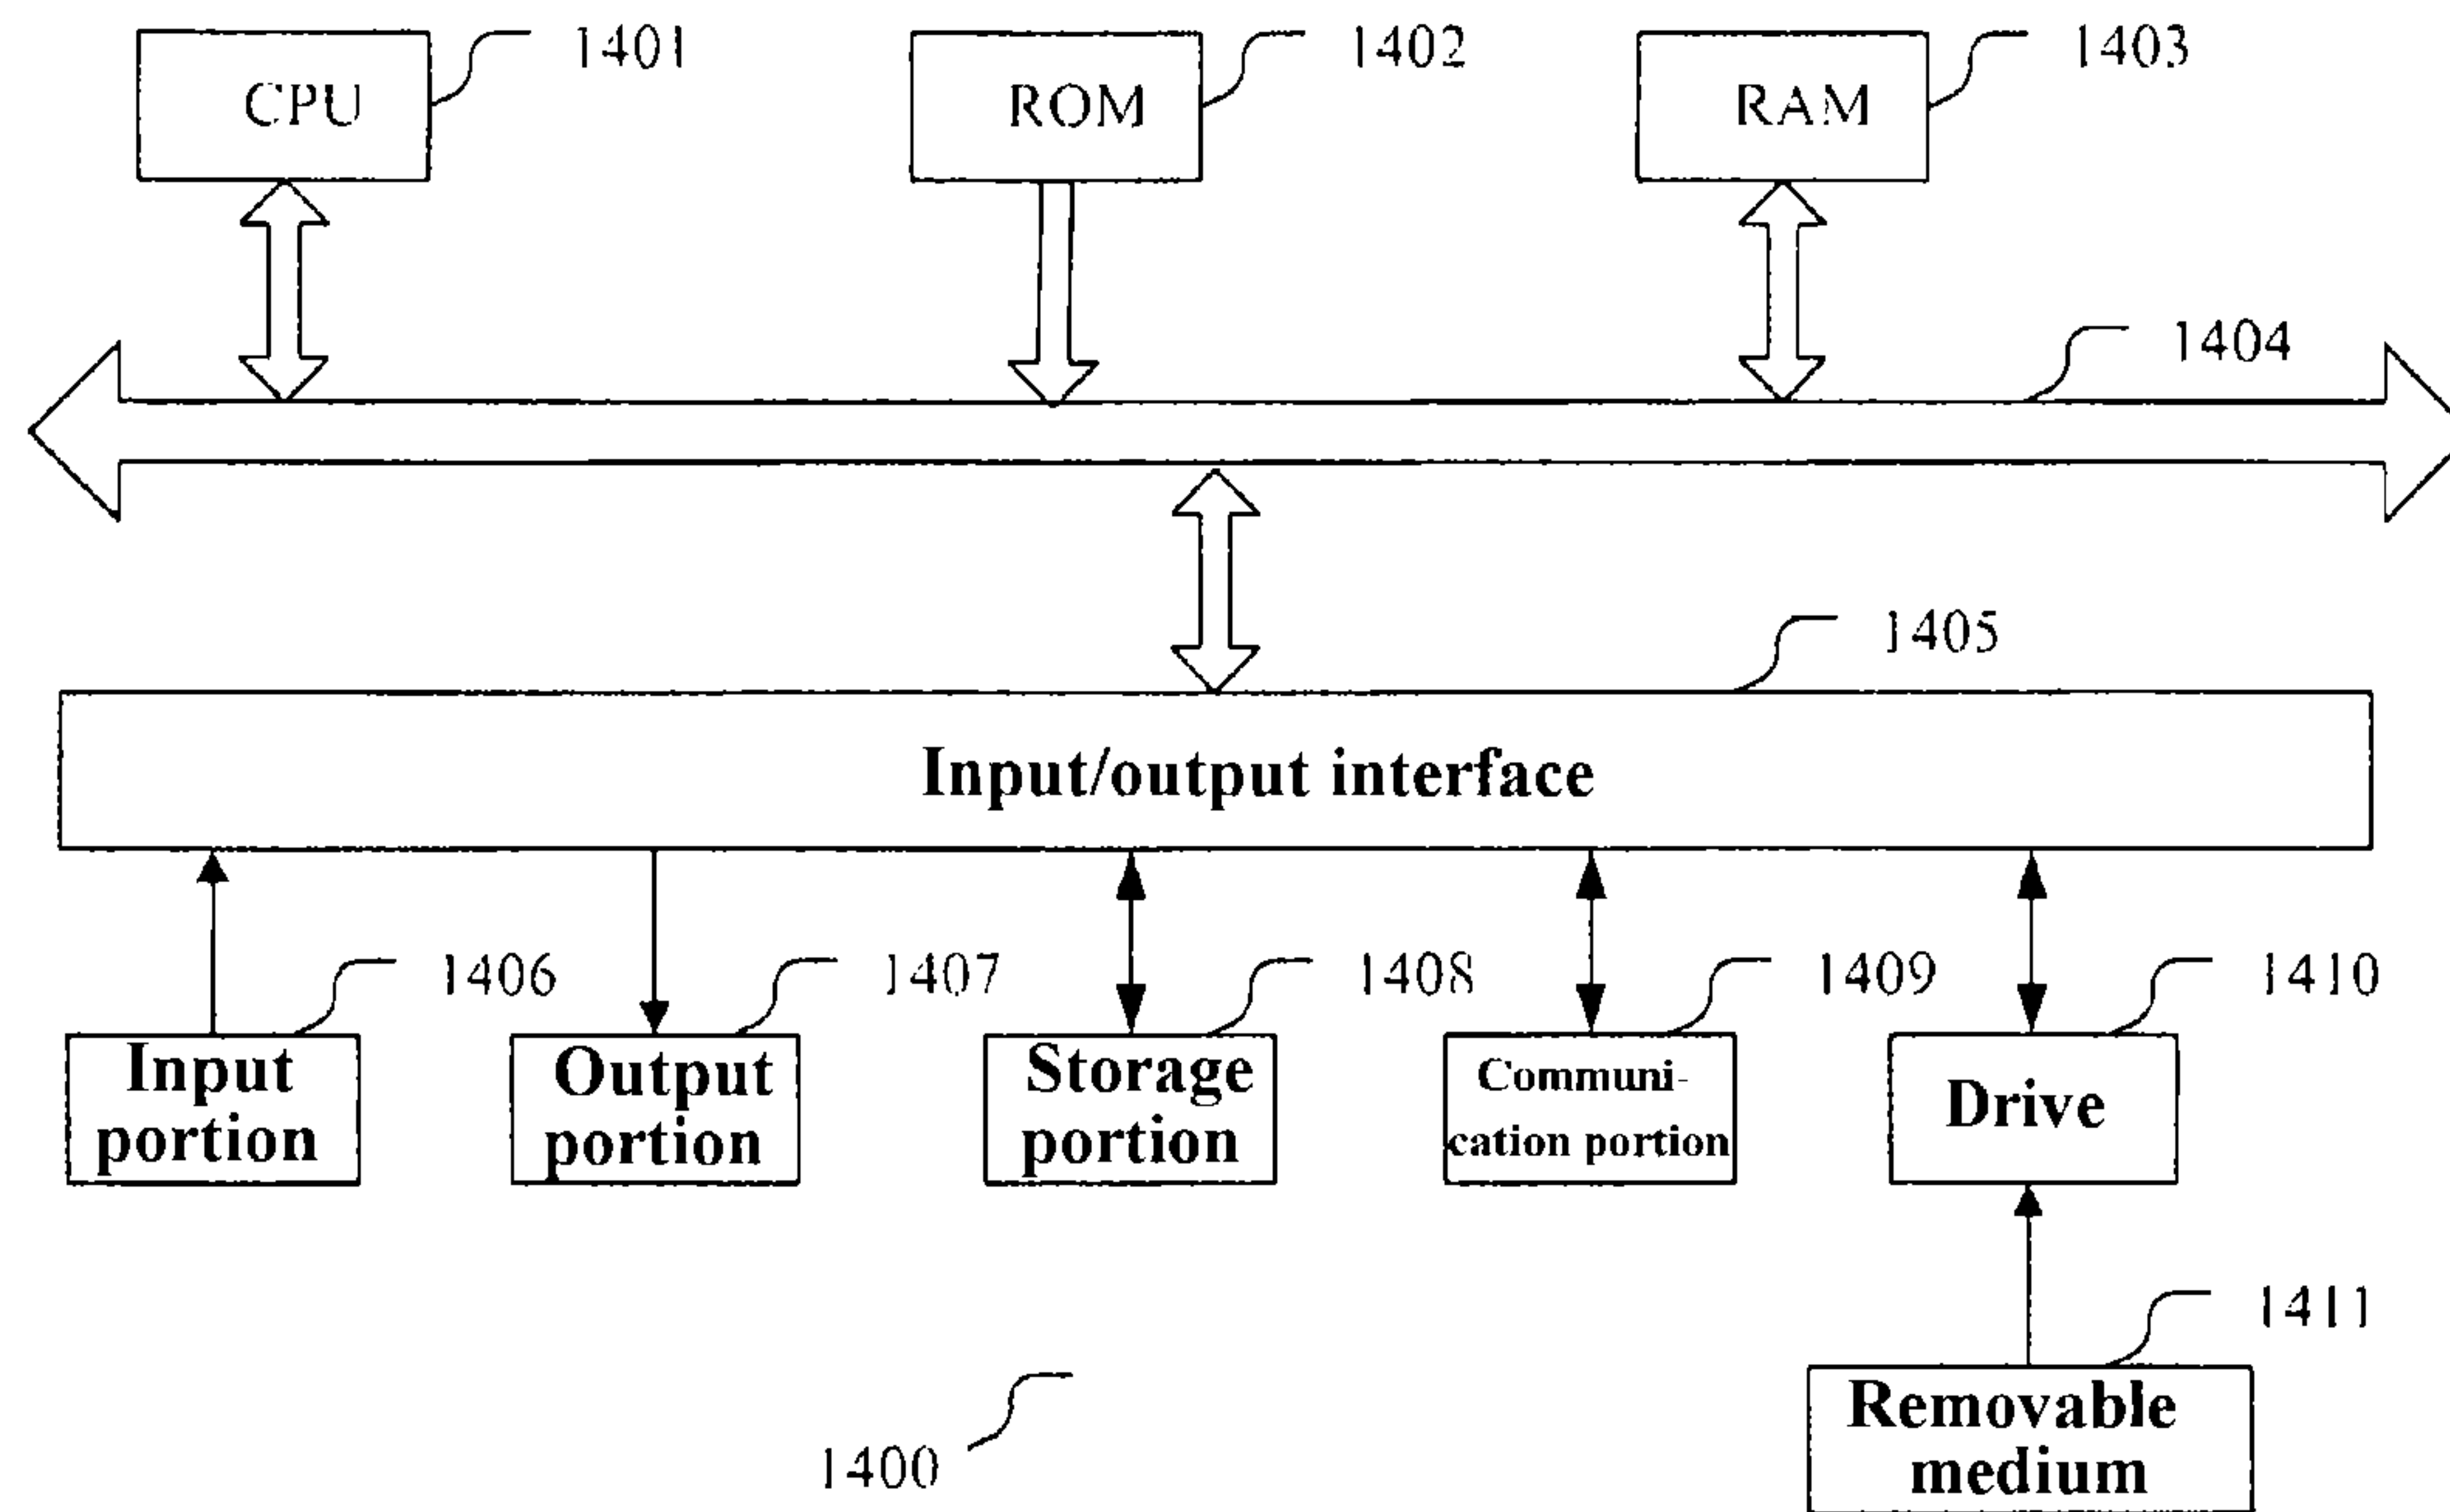 CPU
1401
ROM
1402
RAM
1403
1404
1405
Input/output interface
1406
1407
1408
1409
1410
Input
portion
Output
portion
Storage
portion
Communi-
cation portion
Drive
1411
Removable
medium
1400